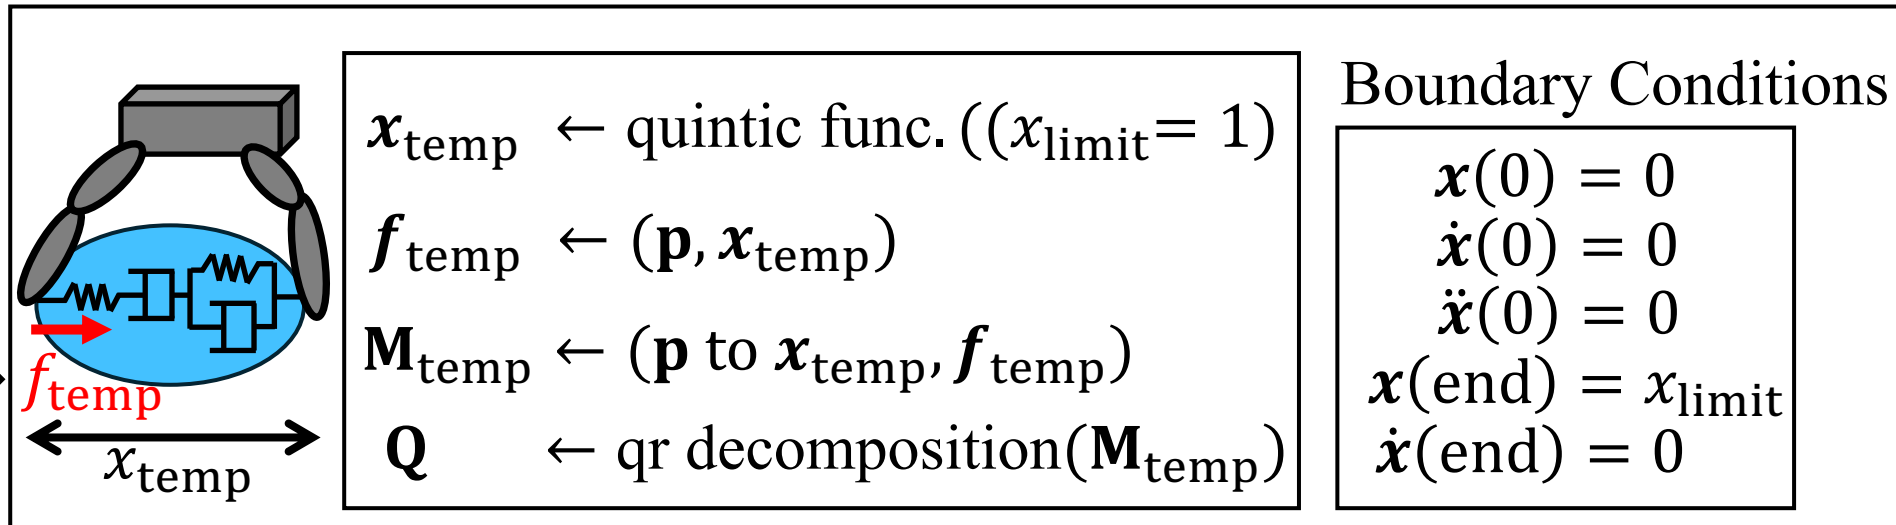 f_temp
x_temp
x_temp ← quintic func. ((x_limit = 1)
f_temp ← (p, x_temp)
M_temp ← (p to x_temp, f_temp)
Q ← qr decomposition(M_temp)
Boundary Conditions
x(0) = 0
ẋ(0) = 0
ẍ(0) = 0
x(end) = x_limit
ẋ(end) = 0